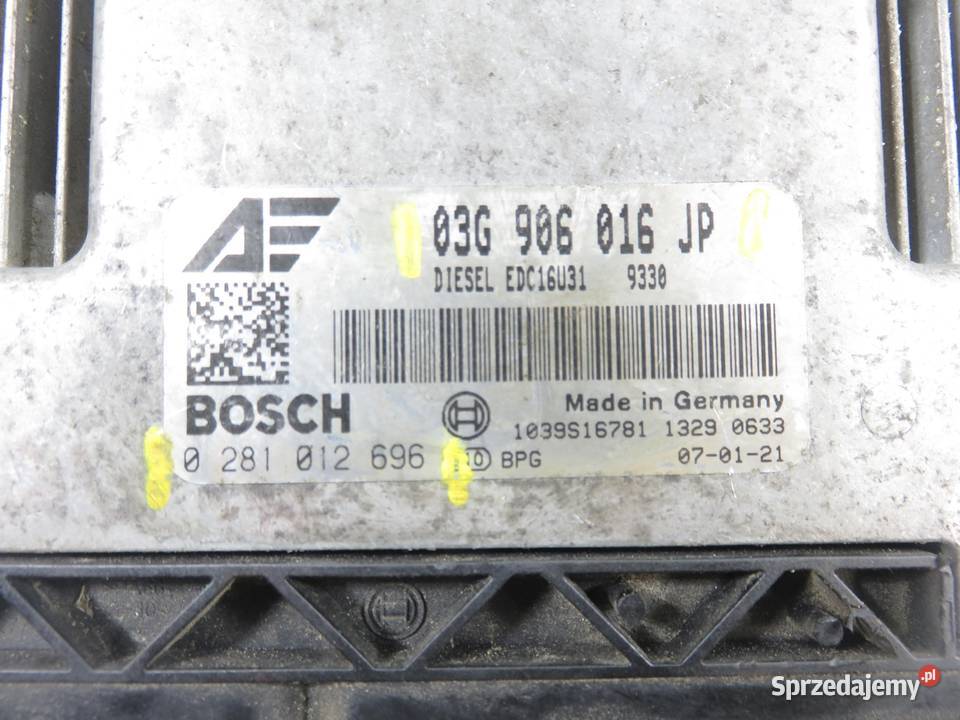 AE
03G 906 016 JP
DIESEL EDC16U31 9330
BOSCH
Made in Germany
1039S16781 1329 0633
0 281 012 696
BPG
07-01-21
Sprzedajemy.pl